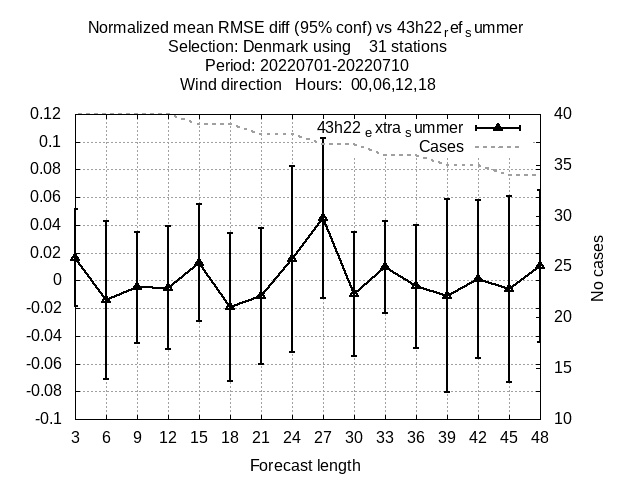 Normalized mean RMSE diff (95% conf) vs 43h22refsummer
Selection: Denmark using 31 stations
Period: 20220701-20220710
Wind direction Hours: 00,06,12,18
43h22extrasummer
Cases
0.12
0.1
0.08
0.06
0.04
0.02
0
-0.02
-0.04
-0.06
-0.08
-0.1
40
35
30
25
20
15
10
No cases
3 6 9 12 15 18 21 24 27 30 33 36 39 42 45 48
Forecast length